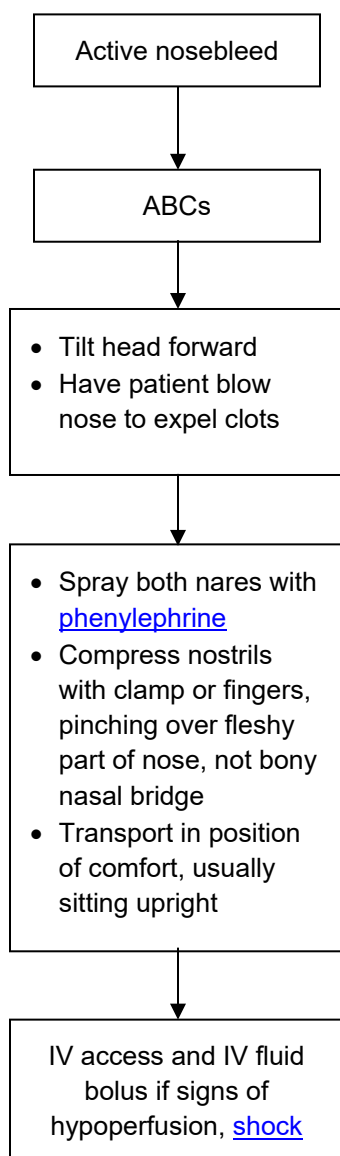 Active nosebleed
ABCs
• Tilt head forward
• Have patient blow
nose to expel clots
• Spray both nares with
phenylephrine
• Compress nostrils
with clamp or fingers,
pinching over fleshy
part of nose, not bony
nasal bridge
• Transport in position
of comfort, usually
sitting upright
IV access and IV fluid
bolus if signs of
hypoperfusion, shock